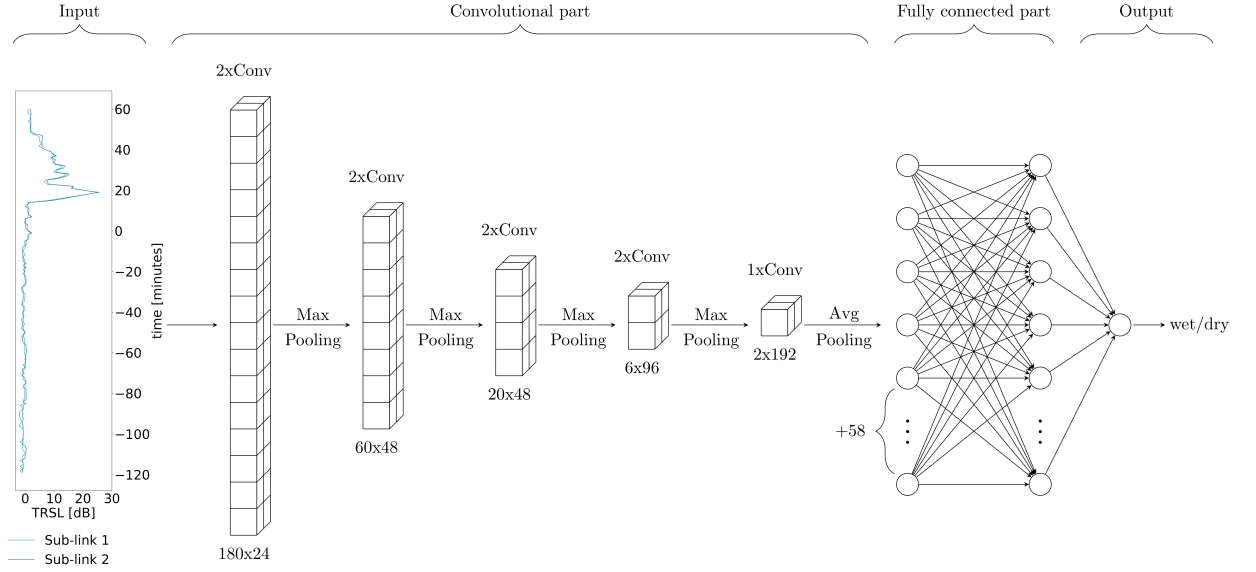 Input
Convolutional part
Fully connected part
Output
2xConv
2xConv
2xConv
2xConv
1xConv
60
40
20
0
−20
−40
−60
−80
−100
−120
time [minutes]
0 10 20 30
TRSL [dB]
Sub-link 1
Sub-link 2
Max
Pooling
Max
Pooling
Max
Pooling
Max
Pooling
Avg
Pooling
180x24
60x48
20x48
6x96
2x192
+58
wet/dry